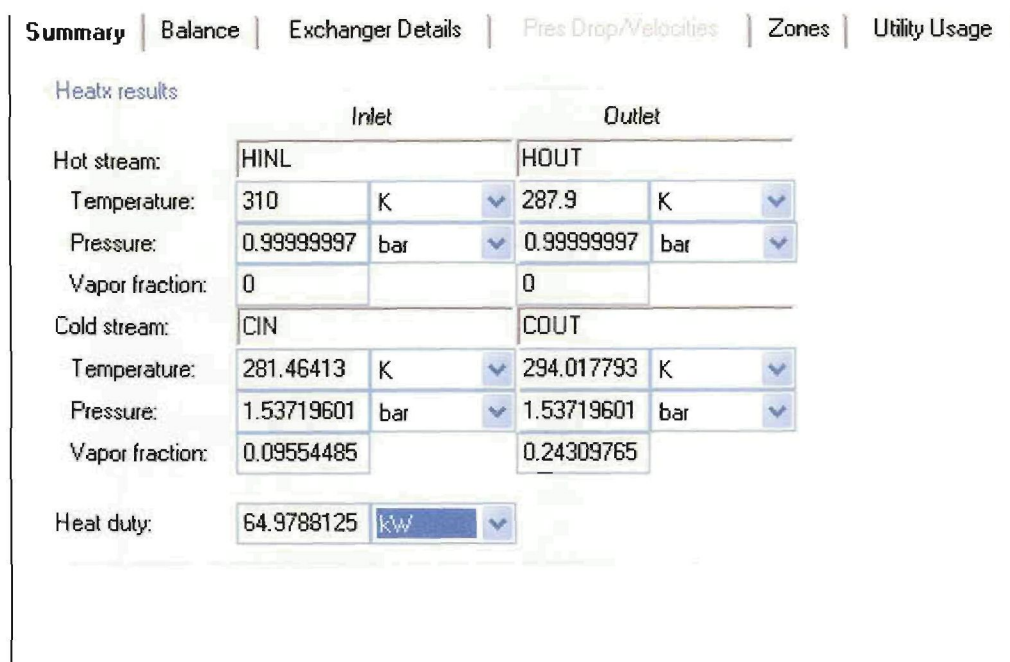 Summary Balance Exchanger Details Pres Drop/Velocities Zones Utility Usage
Heatx results
Inlet Outlet
Hot stream: HINL HOUT
Temperature: 310 K 287.9 K
Pressure: 0.99999997 bar 0.99999997 bar
Vapor fraction: 0 0
Cold stream: CIN COUT
Temperature: 281.46413 K 294.017793 K
Pressure: 1.53719601 bar 1.53719601 bar
Vapor fraction: 0.09554485 0.24309765
Heat duty: 64.9788125 kW